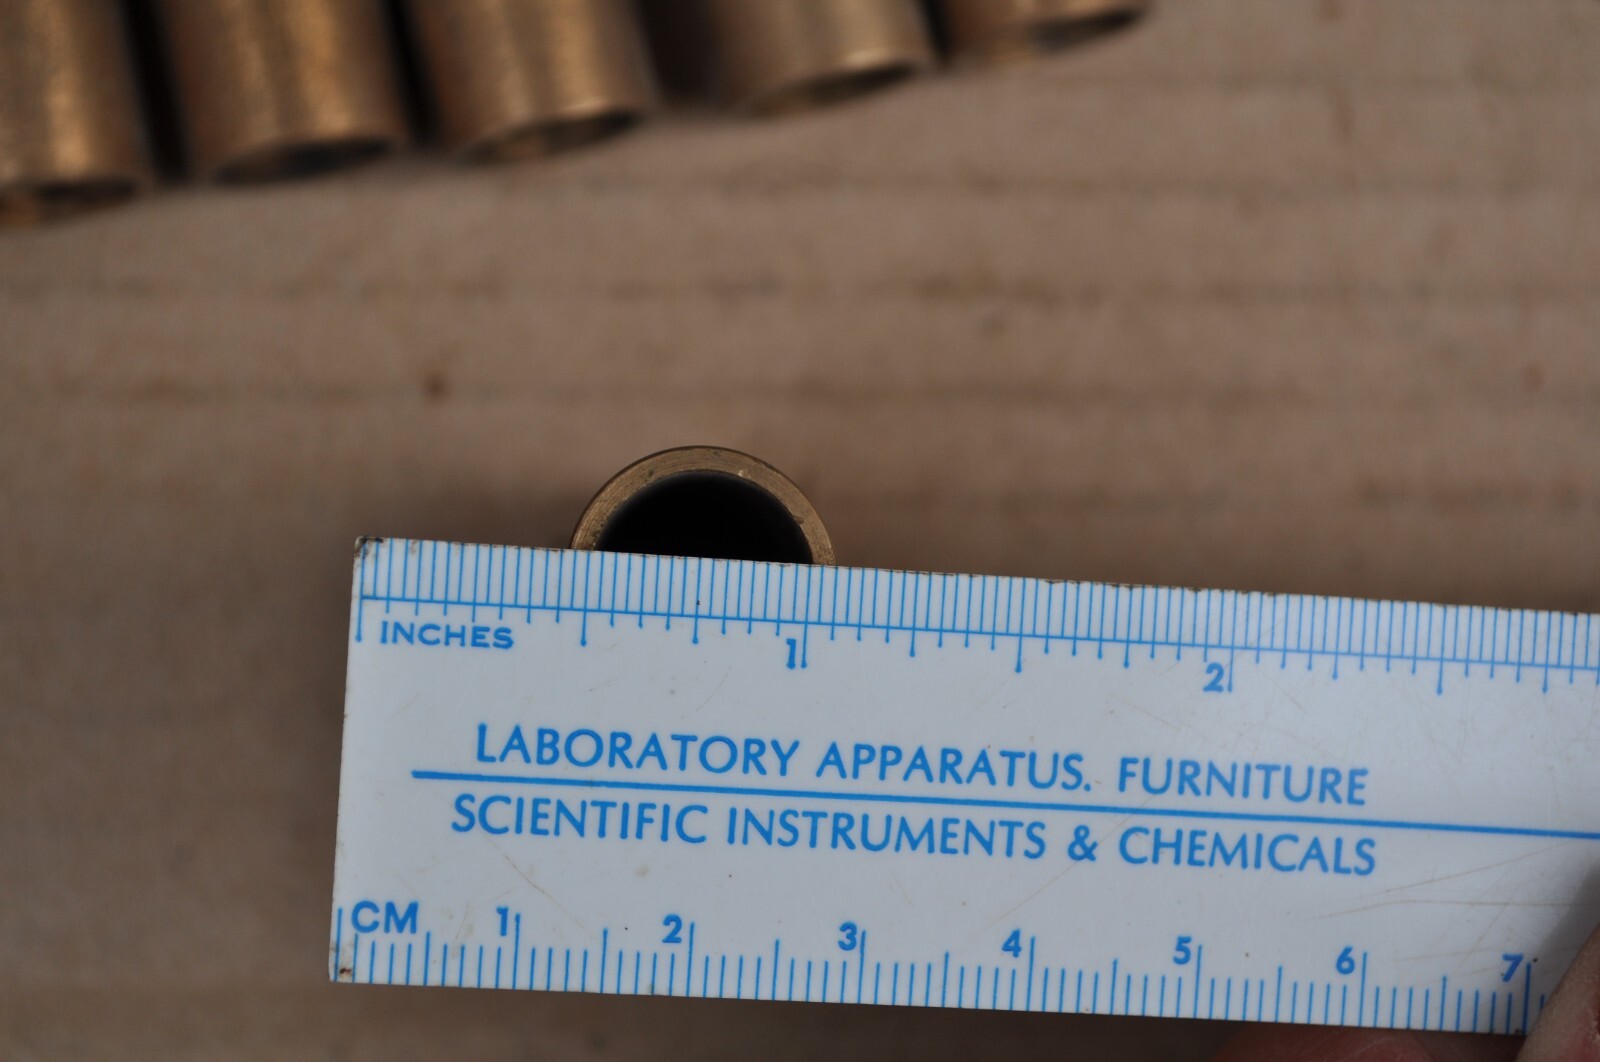 INCHES 1 2
LABORATORY APPARATUS. FURNITURE
SCIENTIFIC INSTRUMENTS & CHEMICALS
CM 1 2 3 4 5 6 7